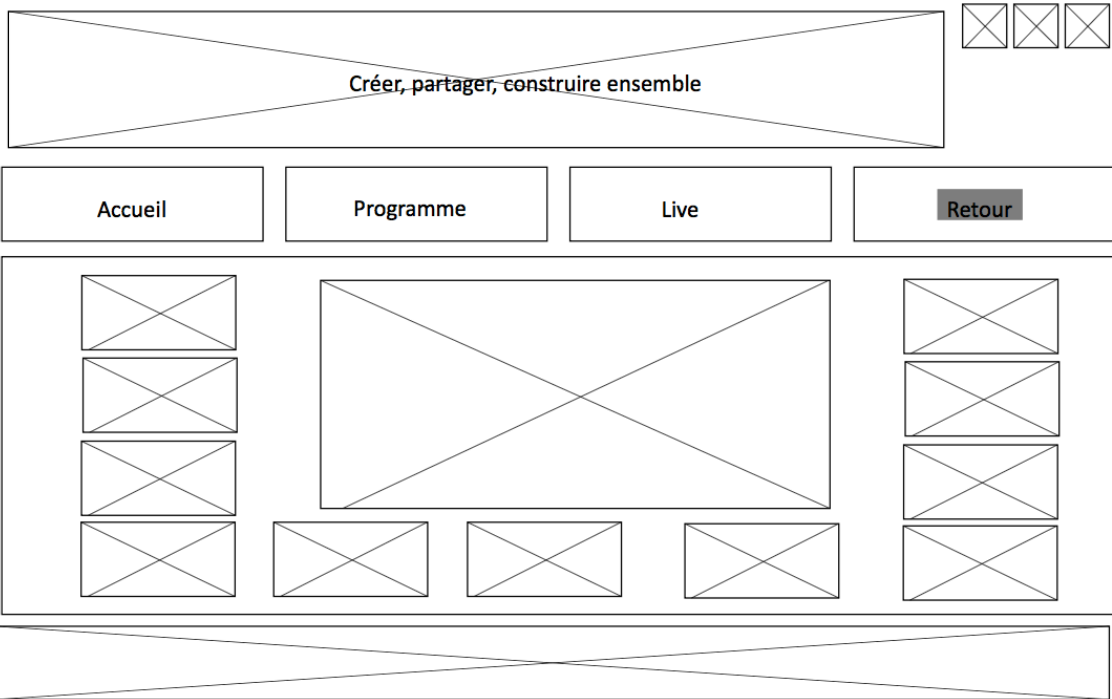 Créer, partager, construire ensemble
Accueil
Programme
Live
Retour